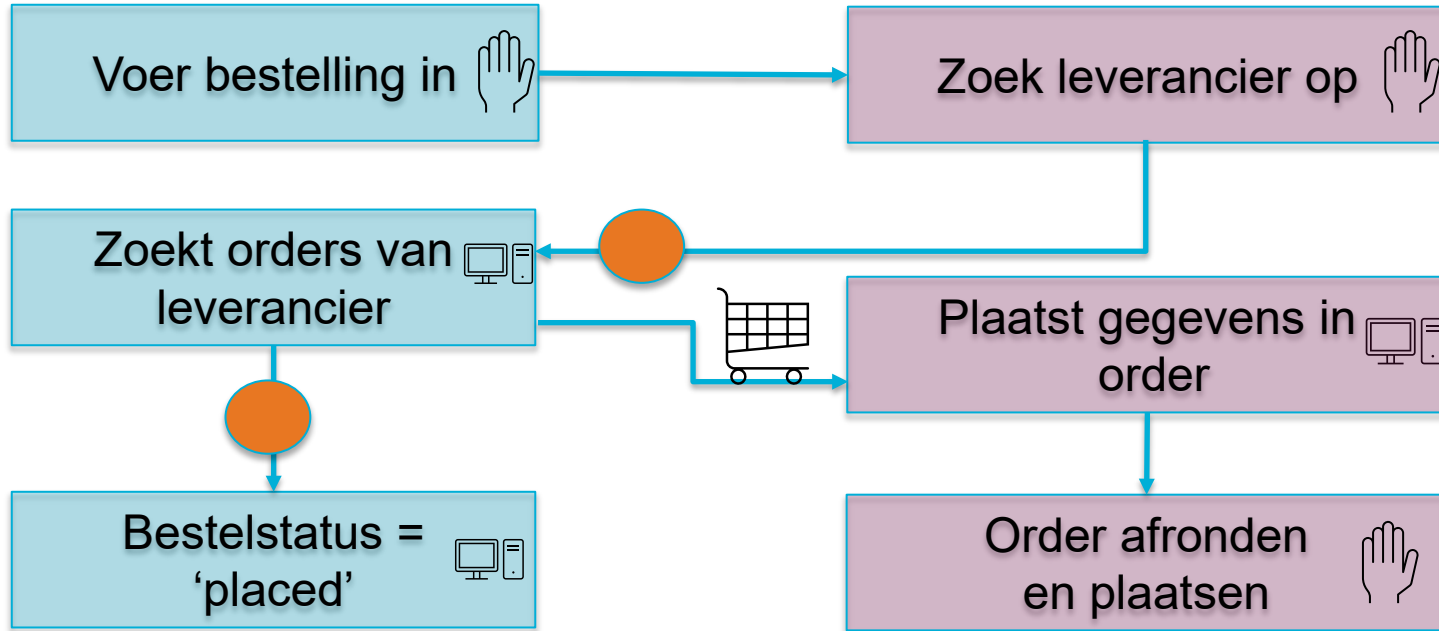 Voer bestelling in
Zoek leverancier op
Zoekt orders van
leverancier
Plaatst gegevens in
order
Bestelstatus =
‘placed’
Order afronden
en plaatsen